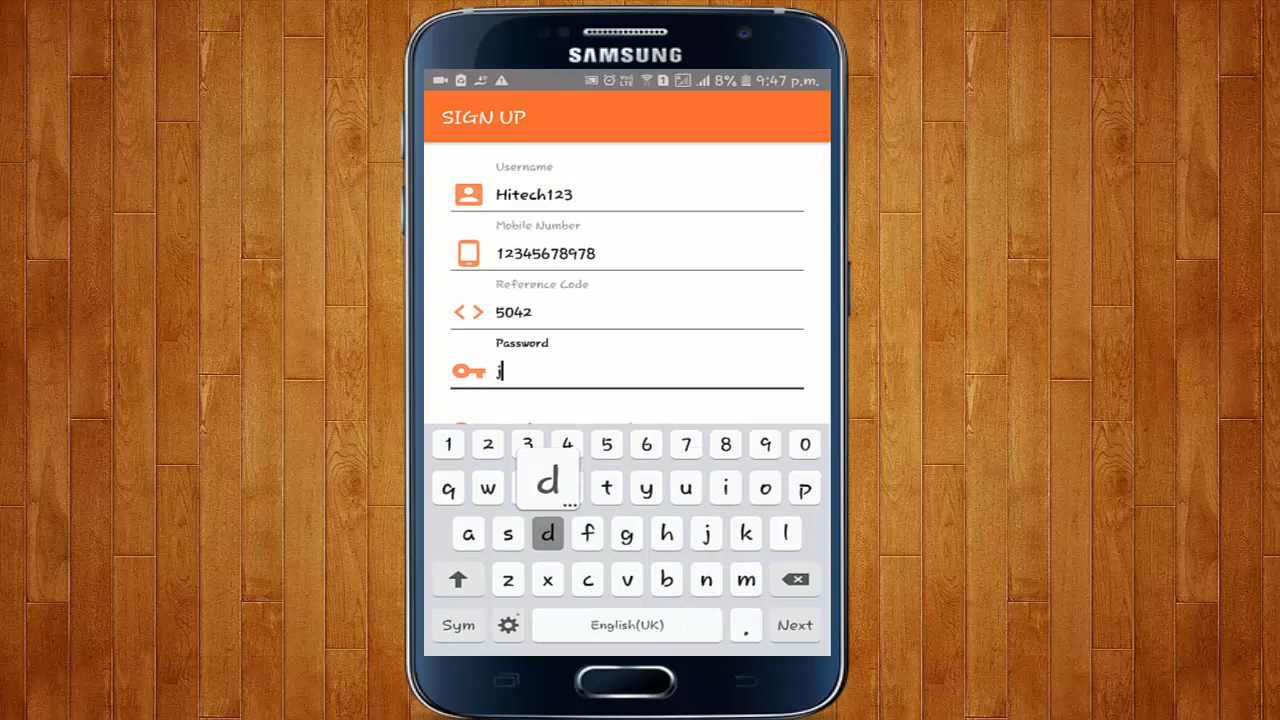 SAMSUNG
8% 9:47 p.m.
SIGN UP
Username
Hitech123
Mobile Number
12345678978
Reference Code
5042
Password
j
1 2 3 4 5 6 7 8 9 0
q w d t y u i o p
a s d f g h j k l
z x c v b n m
Sym English(UK) . Next